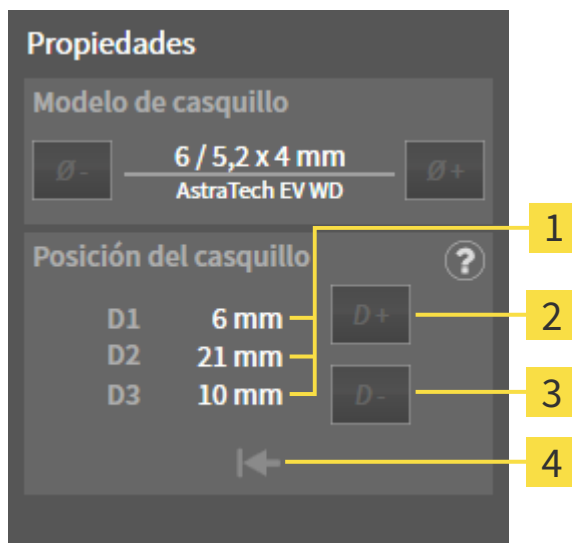 Propiedades
Modelo de casquillo
Ø - 6 / 5,2 x 4 mm Ø +
AstraTech EV WD
1
Posición del casquillo ?
D1 6 mm D + 2
D2 21 mm
D3 10 mm D - 3
4